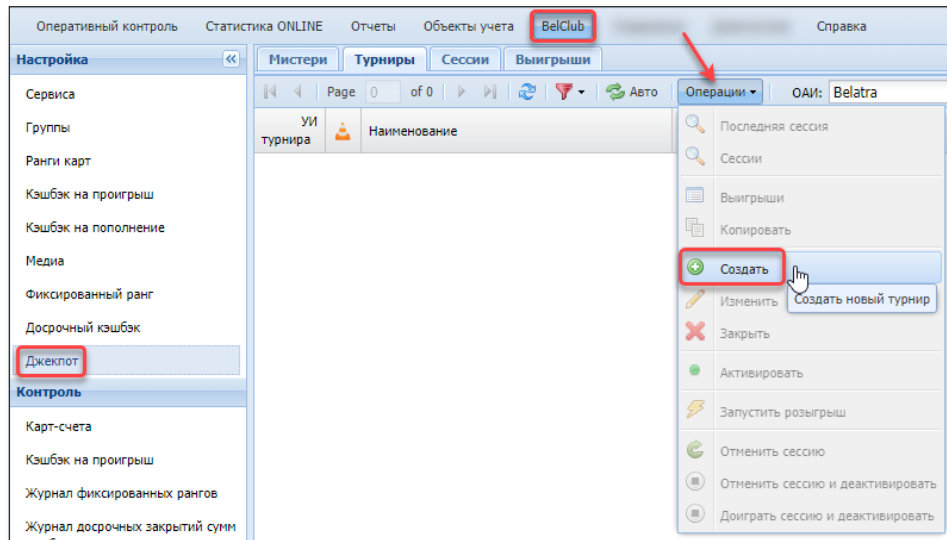 Оперативный контроль Статистика ONLINE Отчеты Объекты учета BelClub Справка
Настройка
Сервиса
Группы
Ранги карт
Кэшбэк на проигрыш
Кэшбэк на пополнение
Медиа
Фиксированный ранг
Досрочный кэшбэк
Джекпот
Контроль
Карт-счета
Кэшбэк на проигрыш
Журнал фиксированных рангов
Журнал досрочных закрытий сумм
Мистери Турниры Сессии Выигрыши
Page 0 of 0 Авто Операции ОАИ: Belatra
УИ
турнира Наименование
Последняя сессия
Сессии
Выигрыши
Копировать
Создать
Изменить Создать новый турнир
Закрыть
Активировать
Запустить розыгрыш
Отменить сессию
Отменить сессию и деактивировать
Доиграть сессию и деактивировать